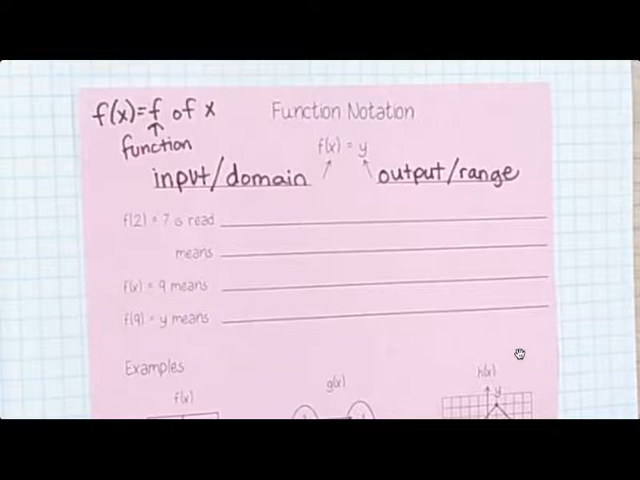 f(x)=f of x
Function Notation
function
f(x) = y
input/domain
output/range
f(2) = 7 is read
means
f(x) = 9 means
f(9) = y means
Examples
f(x)
g(x)
h(x)
y